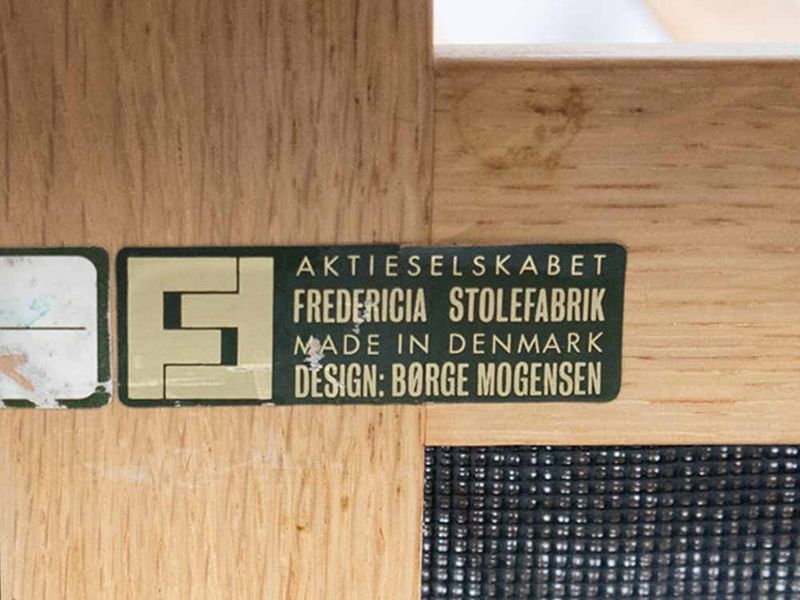 AKTIESELSKABET
FREDERICIA STOLEFABRIK
MADE IN DENMARK
DESIGN: BØRGE MOGENSEN